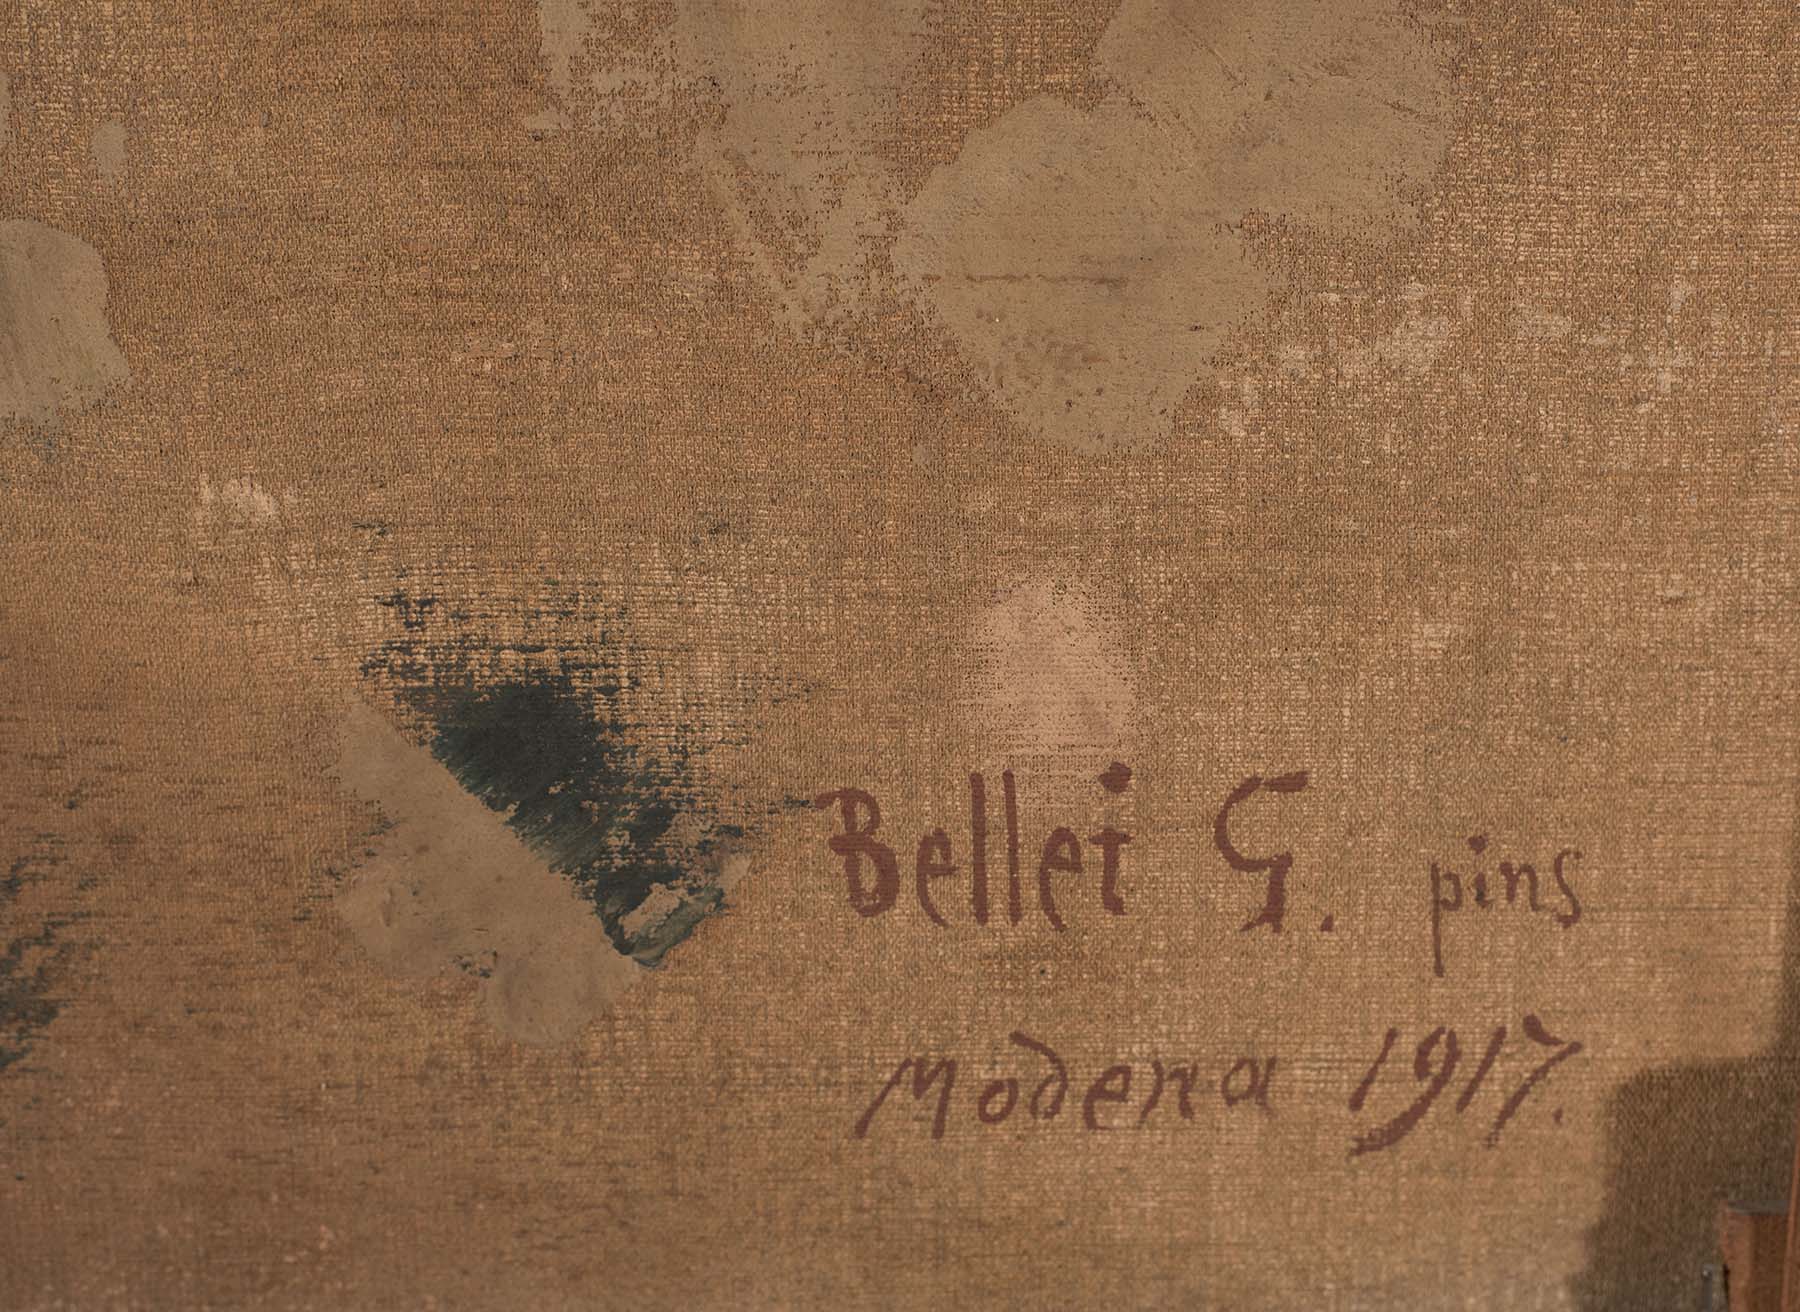 Bellei G. pins
Modena 1917.